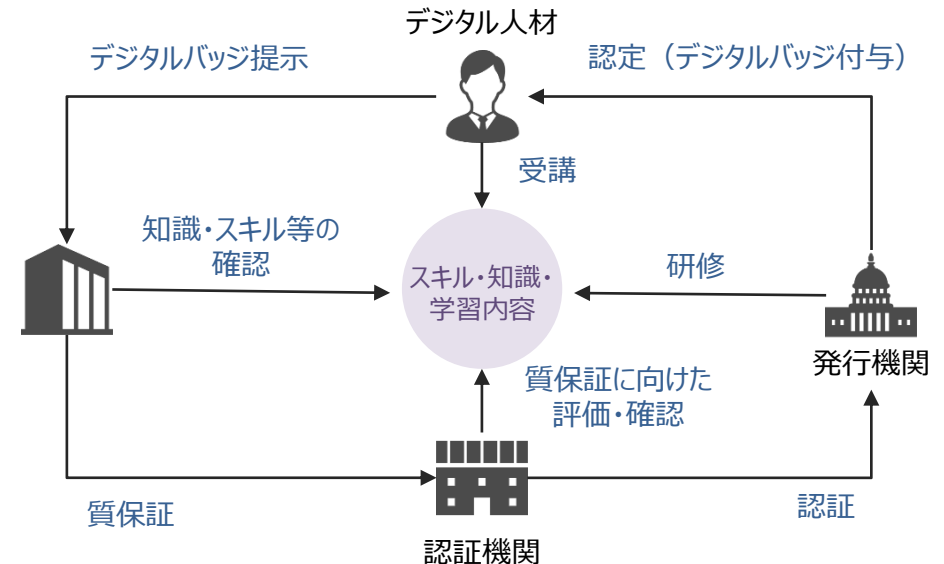 デジタル人材
デジタルバッジ提示
認定（デジタルバッジ付与）
受講
知識・スキル等の
確認
スキル・知識・
学習内容
研修
発行機関
質保証に向けた
評価・確認
質保証
認証
認証機関